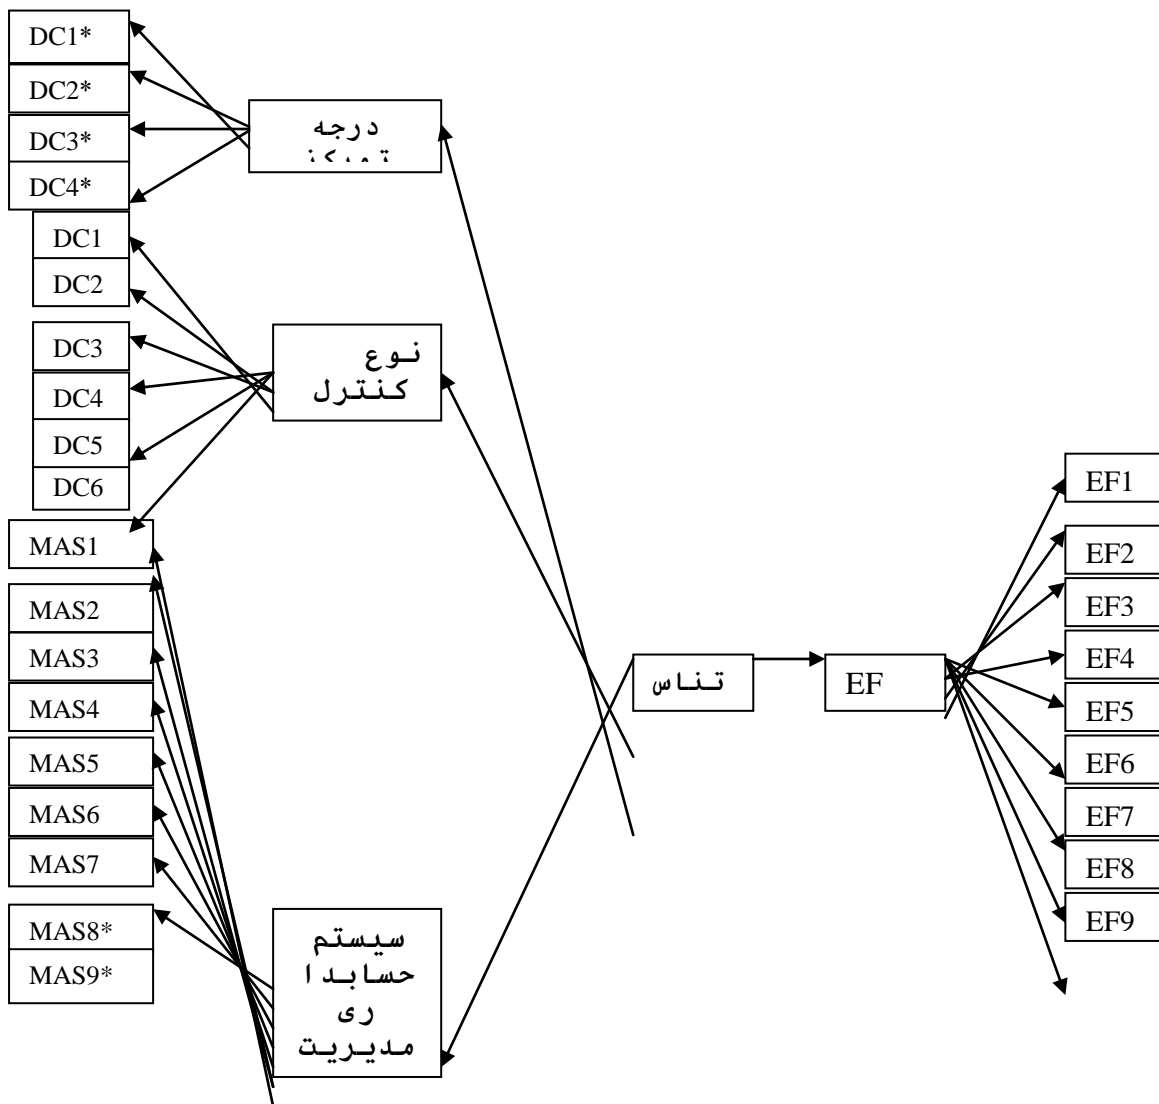 DC1*
DC2*
DC3*
DC4*
DC1
DC2
DC3
DC4
DC5
DC6
MAS1
MAS2
MAS3
MAS4
MAS5
MAS6
MAS7
MAS8*
MAS9*
درجه
نوع
کنترل
سیستم
حسابدا
ری
مدیریت
تناس
EF
EF1
EF2
EF3
EF4
EF5
EF6
EF7
EF8
EF9